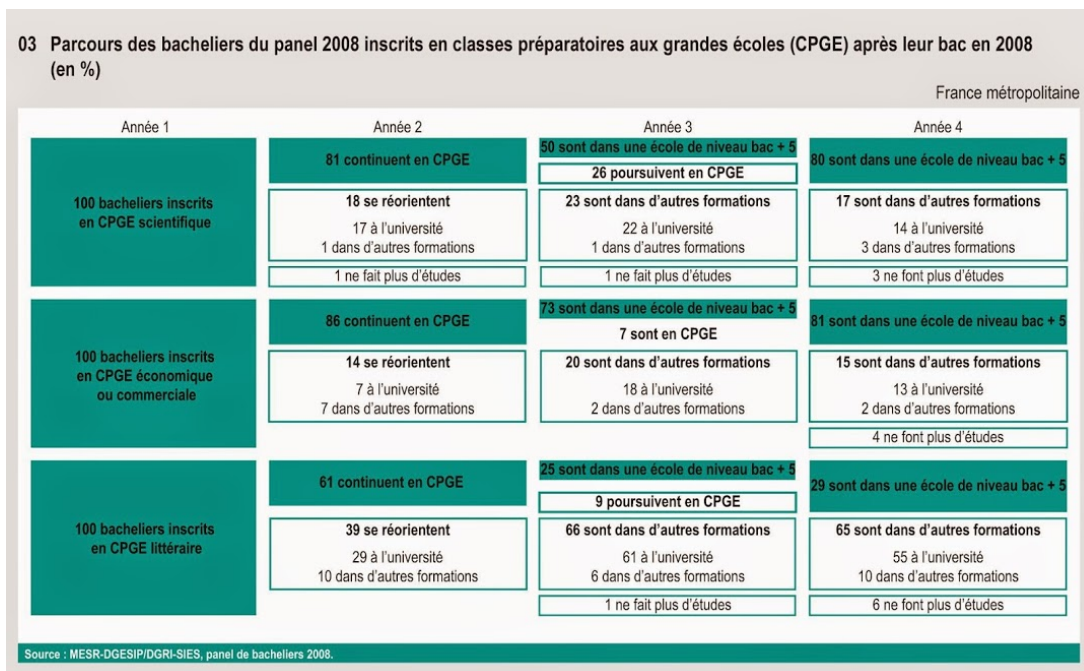 03 Parcours des bacheliers du panel 2008 inscrits en classes préparatoires aux grandes écoles (CPGE) après leur bac en 2008
(en %)
France métropolitaine
Année 1
Année 2
Année 3
Année 4
100 bacheliers inscrits
en CPGE scientifique
81 continuent en CPGE
18 se réorientent
17 à l'université
1 dans d'autres formations
1 ne fait plus d'études
50 sont dans une école de niveau bac + 5
26 poursuivent en CPGE
23 sont dans d'autres formations
22 à l'université
1 dans d'autres formations
1 ne fait plus d'études
80 sont dans une école de niveau bac + 5
17 sont dans d'autres formations
14 à l'université
3 dans d'autres formations
3 ne font plus d'études
100 bacheliers inscrits
en CPGE économique
ou commerciale
86 continuent en CPGE
14 se réorientent
7 à l'université
7 dans d'autres formations
73 sont dans une école de niveau bac + 5
7 sont en CPGE
20 sont dans d'autres formations
18 à l'université
2 dans d'autres formations
81 sont dans une école de niveau bac + 5
15 sont dans d'autres formations
13 à l'université
2 dans d'autres formations
4 ne font plus d'études
100 bacheliers inscrits
en CPGE littéraire
61 continuent en CPGE
39 se réorientent
29 à l'université
10 dans d'autres formations
25 sont dans une école de niveau bac + 5
9 poursuivent en CPGE
66 sont dans d'autres formations
61 à l'université
6 dans d'autres formations
1 ne fait plus d'études
29 sont dans une école de niveau bac + 5
65 sont dans d'autres formations
55 à l'université
10 dans d'autres formations
6 ne font plus d'études
Source : MESR-DGESIP/DGRI-SIES, panel de bacheliers 2008.